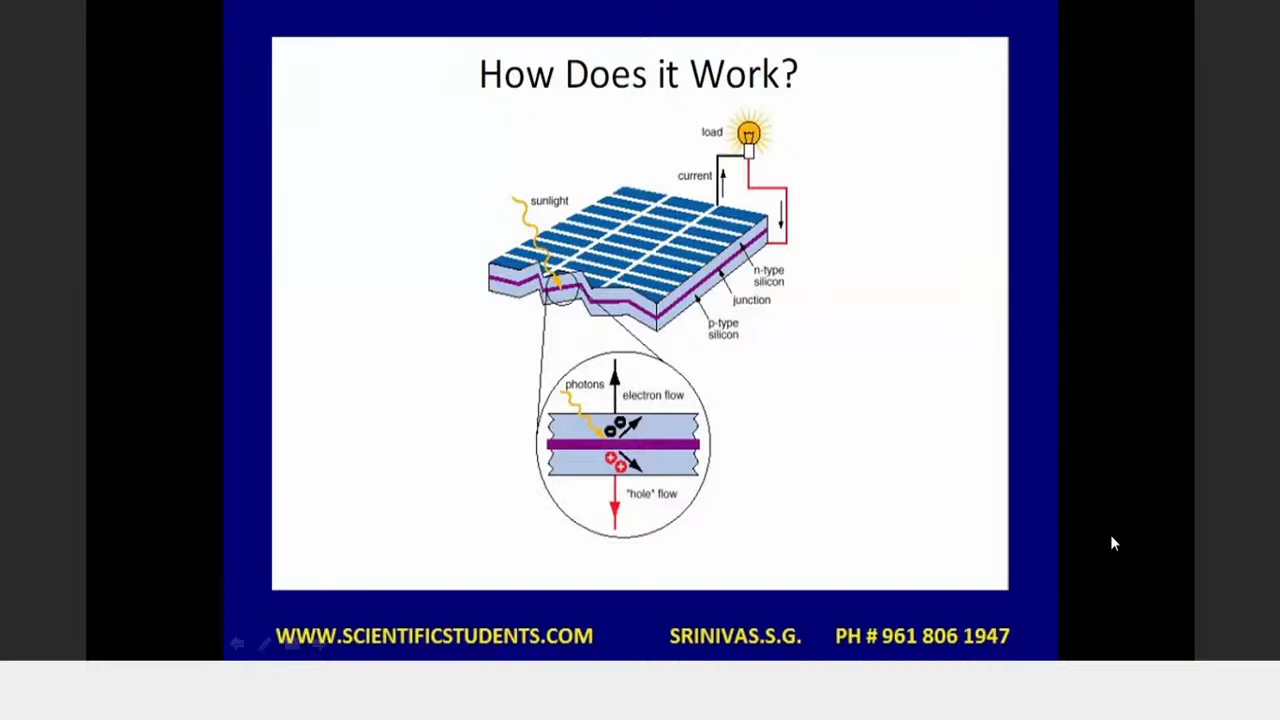 How Does it Work?
load
current
sunlight
n-type
silicon
junction
p-type
silicon
photons
electron flow
"hole" flow
WWW.SCIENTIFICSTUDENTS.COM SRINIVAS.S.G. PH # 961 806 1947